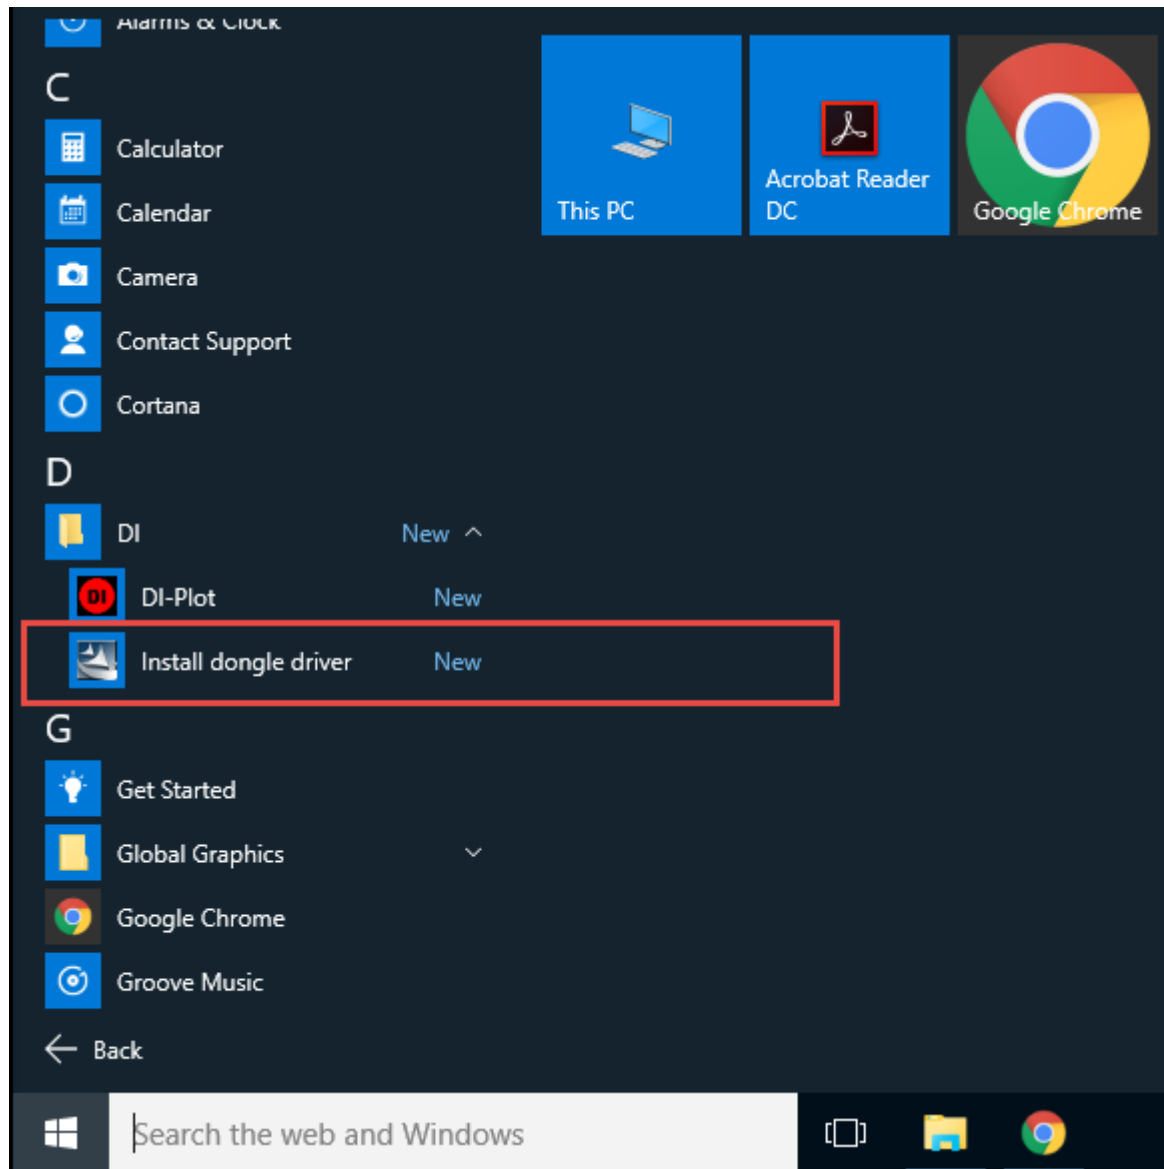 Alarms & Clock
C
Calculator
Calendar
Camera
Contact Support
Cortana
D
DI New
DI DI-Plot New
Install dongle driver New
G
Get Started
Global Graphics
Google Chrome
Groove Music
Back
This PC
Acrobat Reader
DC
Google Chrome
Search the web and Windows